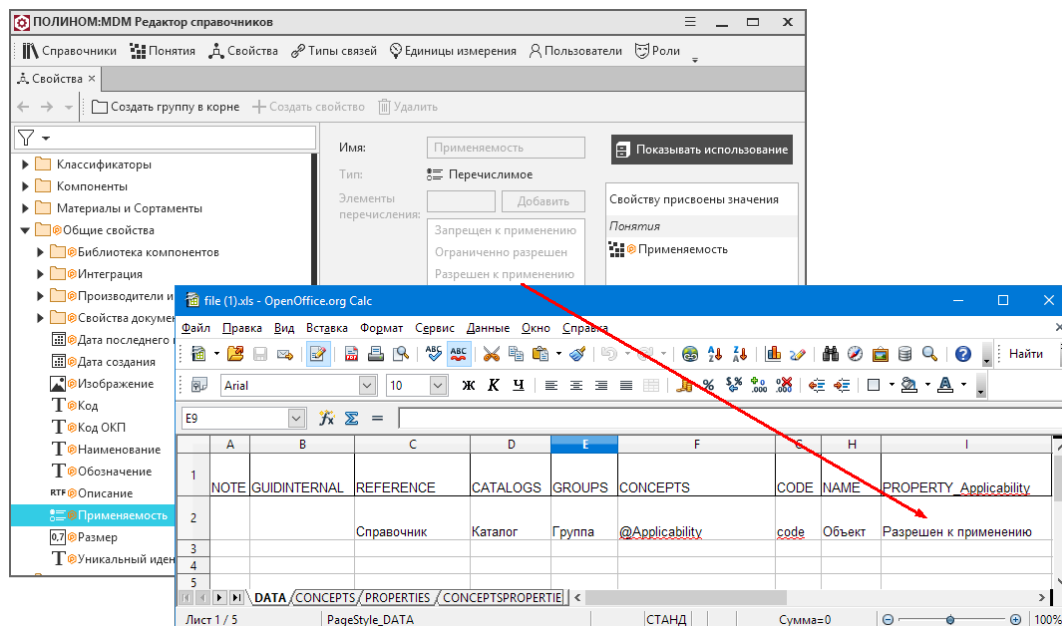 ПОЛИНОМ:MDM Редактор справочников
Справочники Понятия Свойства Типы связей Единицы измерения Пользователи Роли
Свойства ×
Создать группу в корне Создать свойство Удалить
Классификаторы
Компоненты
Материалы и Сортаменты
Общие свойства
Библиотека компонентов
Интеграция
Производители и
Свойства докумен
Дата последнего
Дата создания
Изображение
Код
Код ОКП
Наименование
Обозначение
RTF Описание
Применяемость
0,7 Размер
Уникальный иден
Имя: Применяемость
Тип: Перечислимое
Элементы перечисления: Добавить
Запрещен к применению
Ограниченно разрешен
Разрешен к применению
Показывать использование
Свойству присвоены значения
Понятия
Применяемость
file (1).xls - OpenOffice.org Calc
Файл Правка Вид Вставка Формат Сервис Данные Окно Справка
Найти
Arial 10 Ж К Ч
E9 fx Σ =
A B C D E F G H I
1 NOTE GUIDINTERNAL REFERENCE CATALOGS GROUPS CONCEPTS CODE NAME PROPERTY_Applicability
2 Справочник Каталог Группа @Applicability code Объект Разрешен к применению
3
4
5
DATA CONCEPTS PROPERTIES CONCEPTSPROPERTIE
Лист 1 / 5 PageStyle_DATA СТАНД Сумма=0 100%